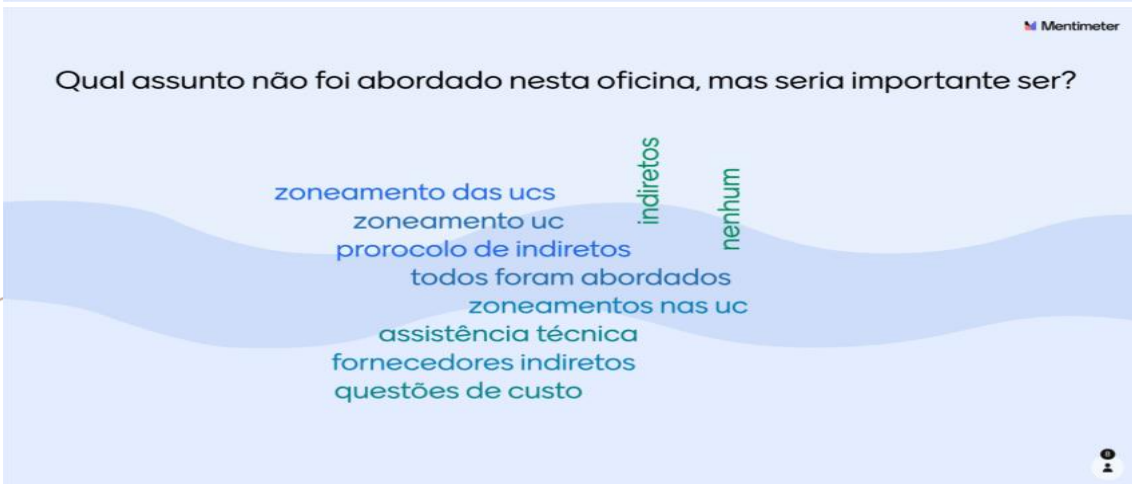 Mentimeter
Qual assunto não foi abordado nesta oficina, mas seria importante ser?
indiretos
nenhum
zoneamento das ucs
zoneamento uc
prorocolo de indiretos
todos foram abordados
zoneamentos nas uc
assistência técnica
fornecedores indiretos
questões de custo